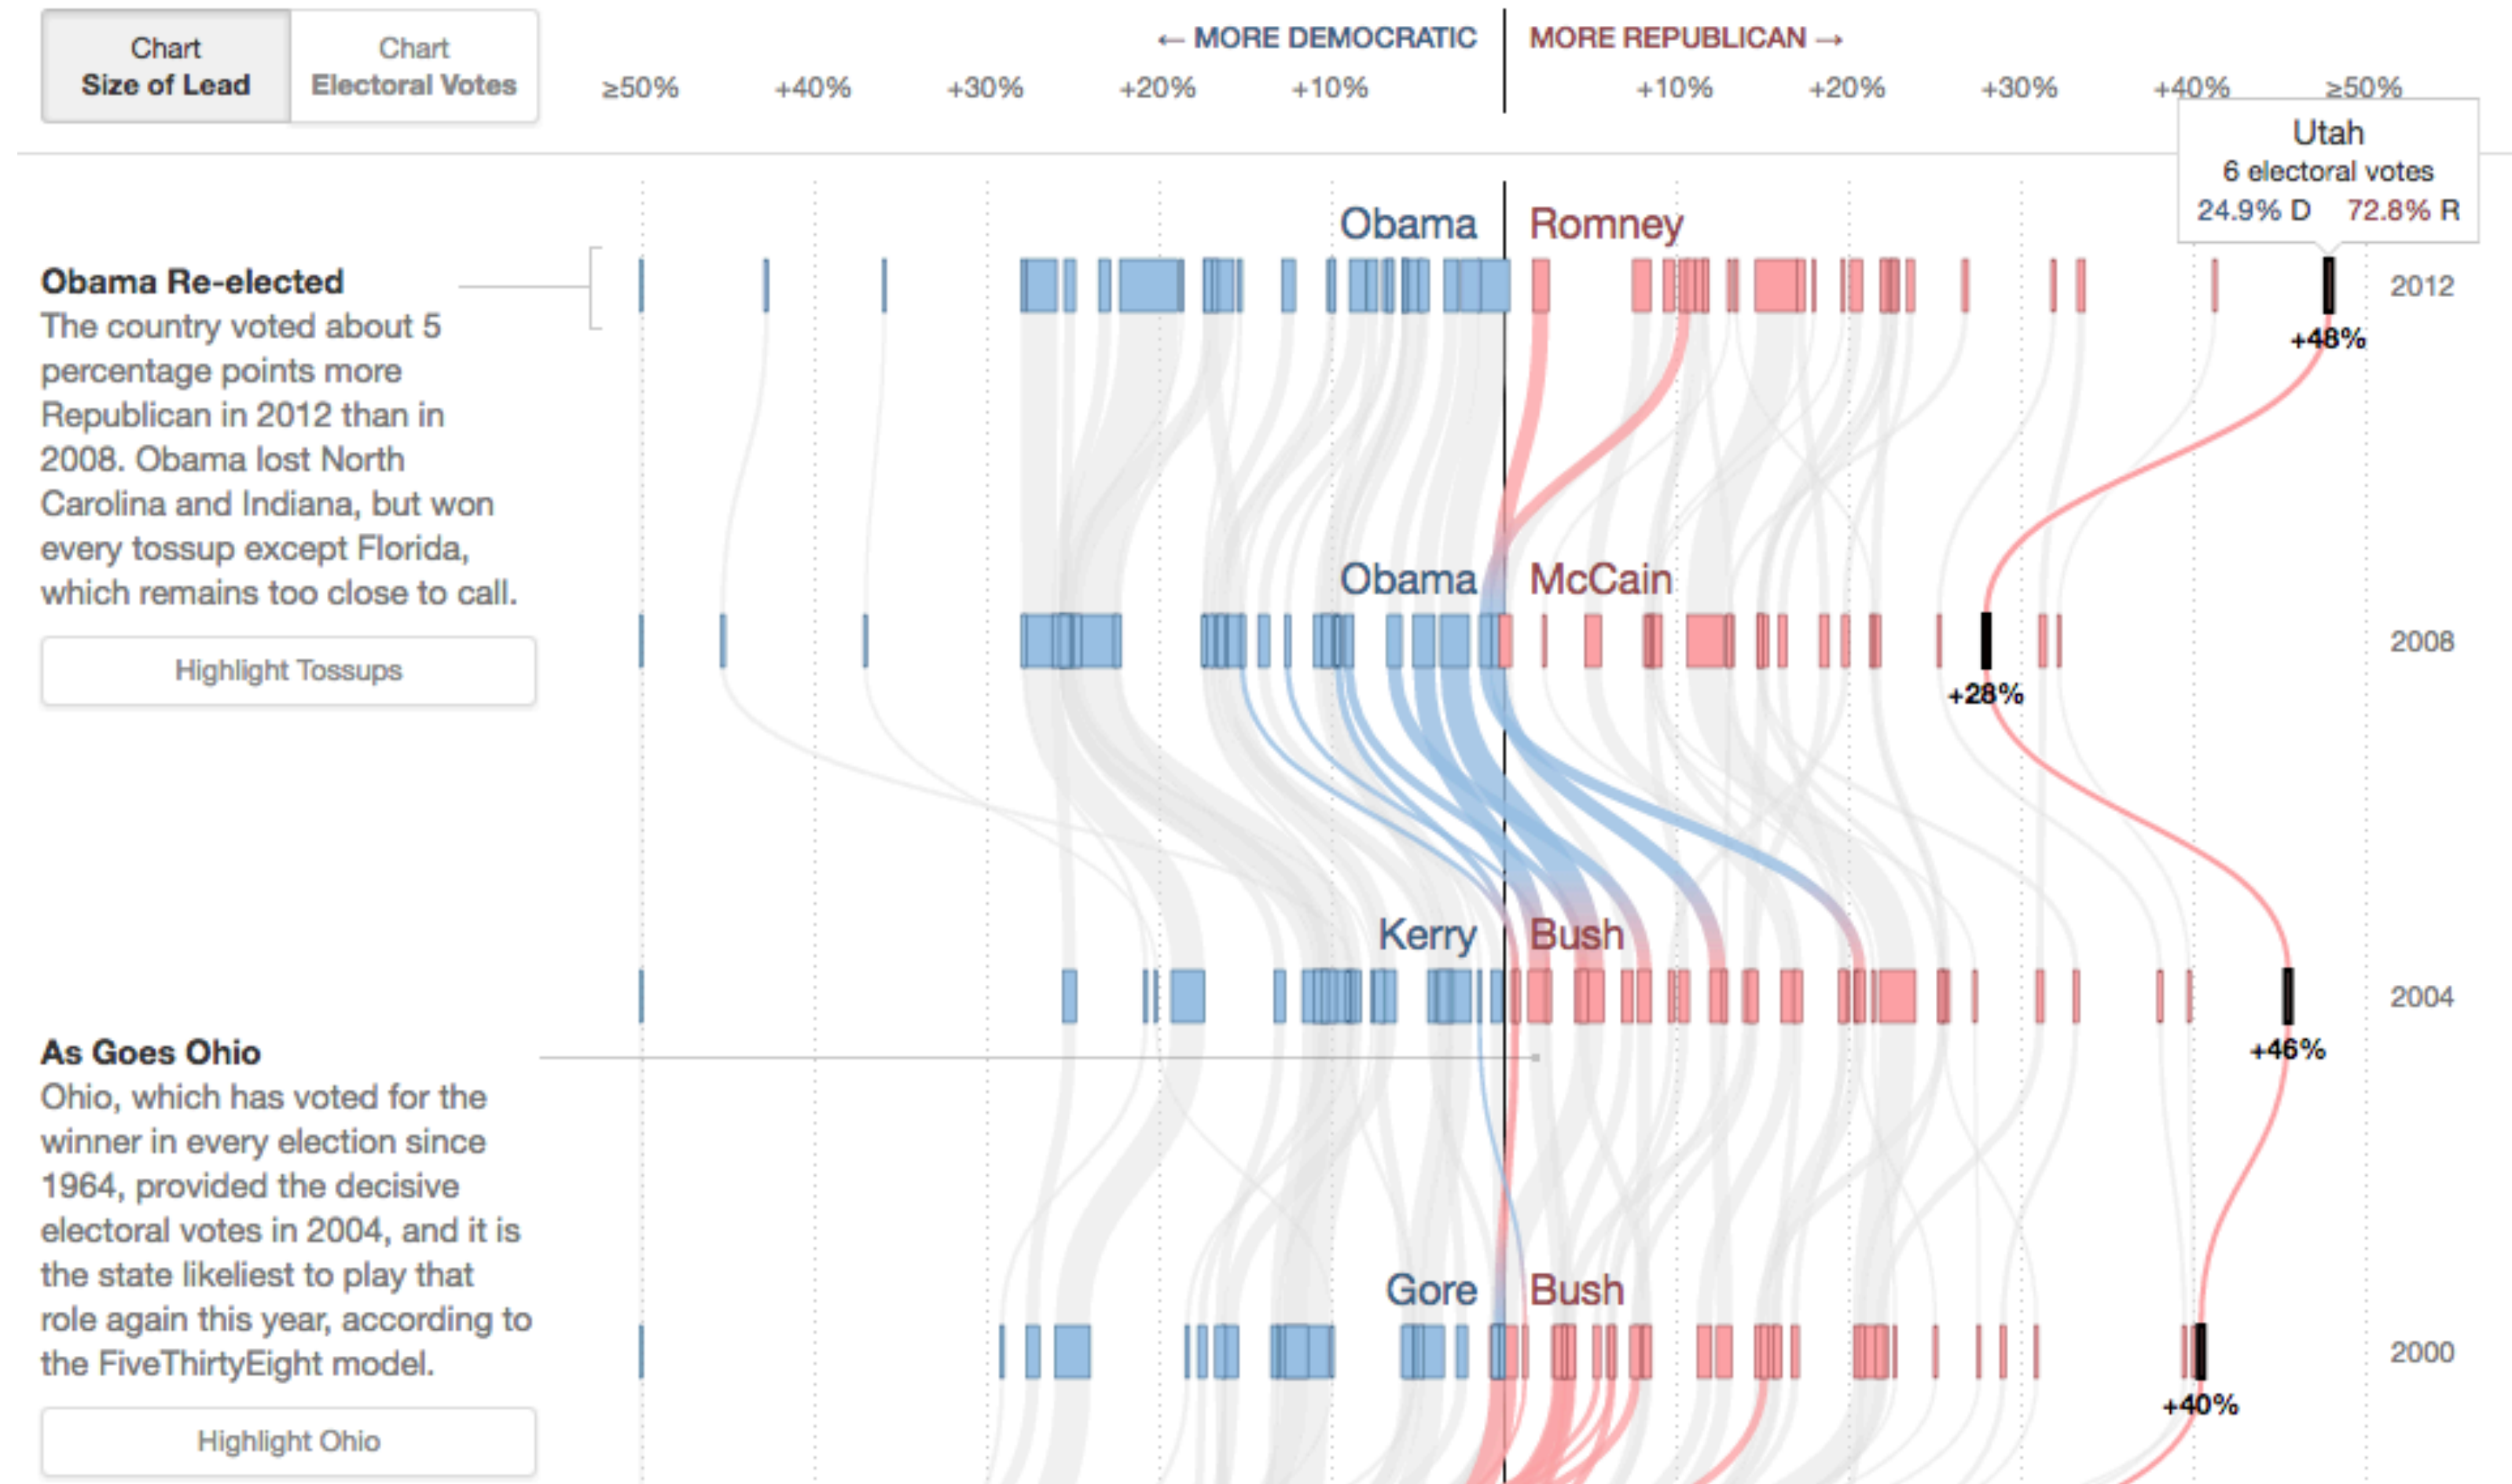 Chart
Size of Lead
Chart
Electoral Votes
← MORE DEMOCRATIC
MORE REPUBLICAN →
≥50%
+40%
+30%
+20%
+10%
+10%
+20%
+30%
+40%
≥50%
Utah
6 electoral votes
24.9% D 72.8% R
Obama
Romney
2012
+48%
Obama Re-elected
The country voted about 5
percentage points more
Republican in 2012 than in
2008. Obama lost North
Carolina and Indiana, but won
every tossup except Florida,
which remains too close to call.
Highlight Tossups
Obama
McCain
2008
+28%
Kerry
Bush
2004
+46%
As Goes Ohio
Ohio, which has voted for the
winner in every election since
1964, provided the decisive
electoral votes in 2004, and it is
the state likeliest to play that
role again this year, according to
the FiveThirtyEight model.
Highlight Ohio
Gore
Bush
2000
+40%